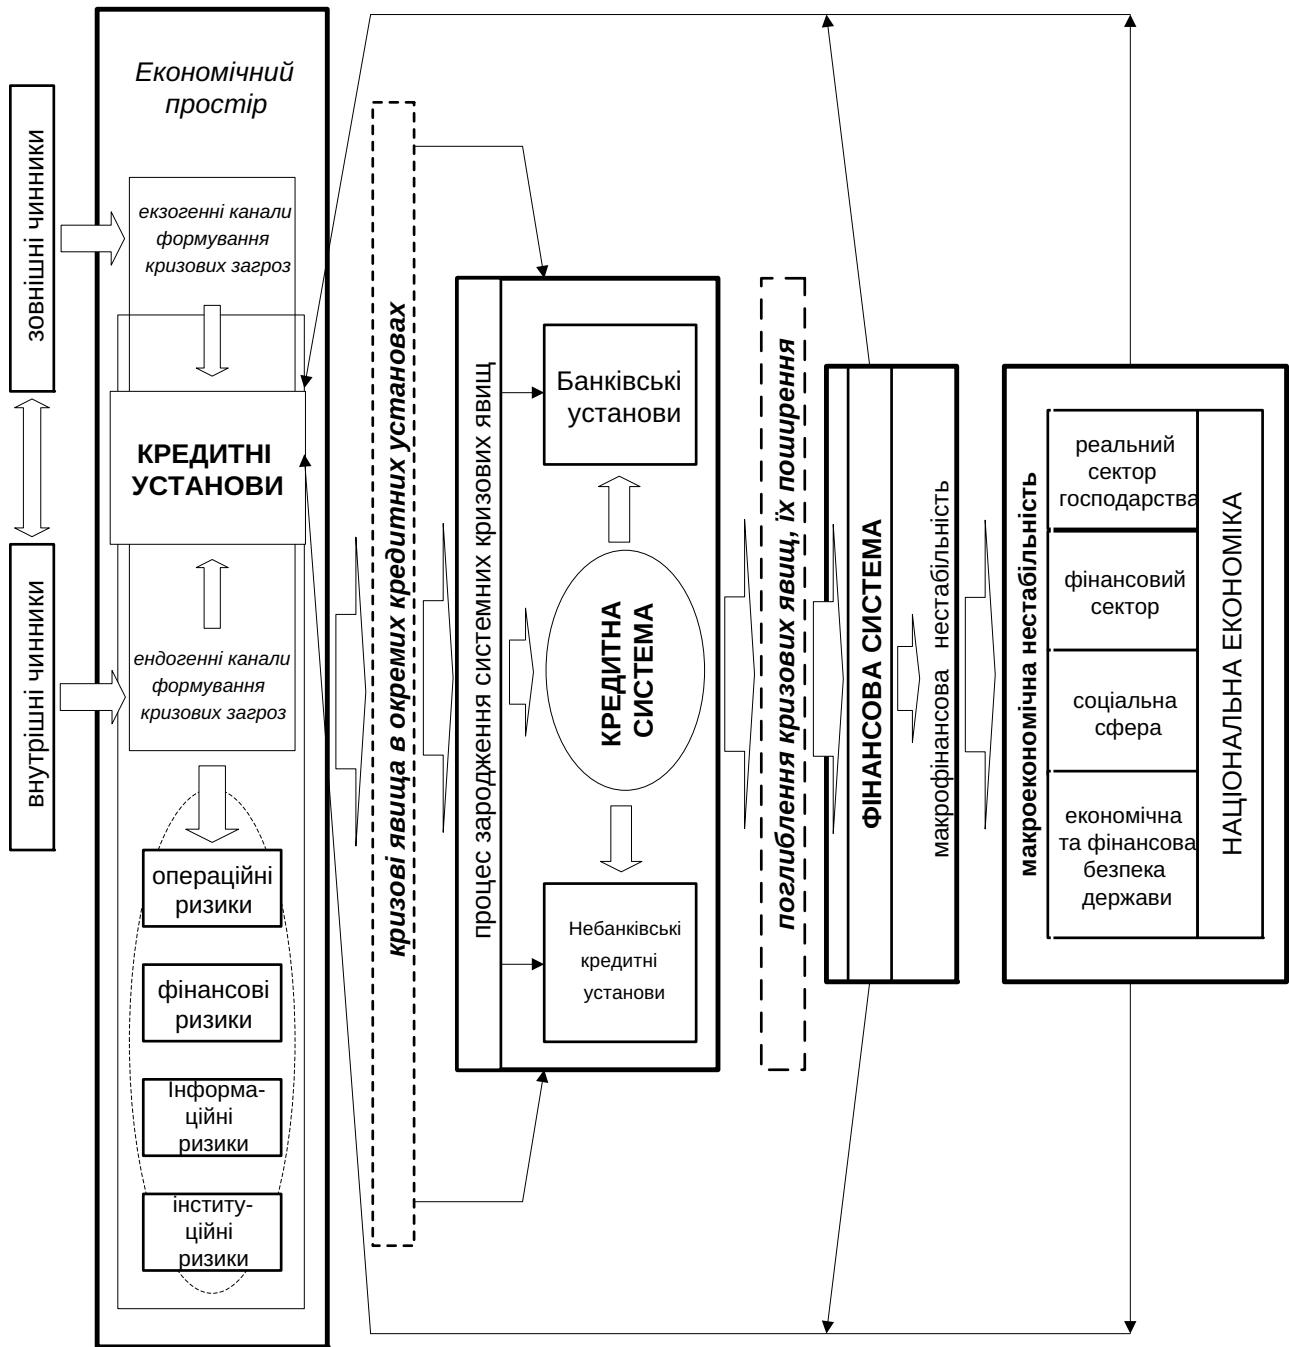 зовнішні чинники
внутрішні чинники
Економічний
простір
екзогенні канали
формування
кризових загроз
КРЕДИТНІ
УСТАНОВИ
ендогенні канали
формування
кризових загроз
операційні
ризики
фінансові
ризики
Інформа-
ційні
ризики
інститу-
ційні
ризики
кризові явища в окремих кредитних установах
процес зародження системних кризових явищ
Банківські
установи
КРЕДИТНА
СИСТЕМА
Небанківські
кредитні
установи
поглиблення кризових явищ, їх поширення
ФІНАНСОВА СИСТЕМА
макрофінансова нестабільність
макроекономічна нестабільність
реальний
сектор
господарства
фінансовий
сектор
соціальна
сфера
економічна
та фінансова
безпека
держави
НАЦІОНАЛЬНА ЕКОНОМІКА